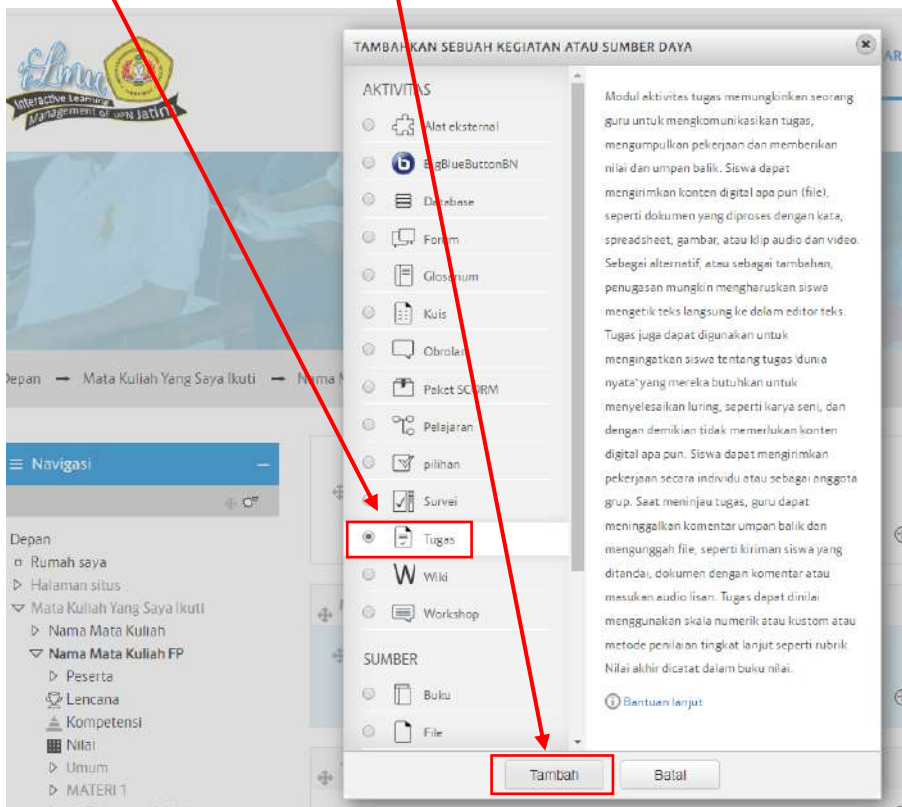 Elmu
Interactive Learning
Management of UPN Jatim
TAMBAHKAN SEBUAH KEGIATAN ATAU SUMBER DAYA
AR
AKTIVITAS
Alat eksternal
BigBlueButtonBN
Database
Forum
Glosarium
Kuis
Obrolan
Paket SCORM
Pelajaran
pilihan
Survei
Tugas
Wiki
Workshop
SUMBER
Buku
File
Modul aktivitas tugas memungkinkan seorang
guru untuk mengkomunikasikan tugas,
mengumpulkan pekerjaan dan memberikan
nilai dan umpan balik. Siswa dapat
mengirimkan konten digital apa pun (file),
seperti dokumen yang diproses dengan kata,
spreadsheet, gambar, atau klip audio dan video.
Sebagai alternatif, atau sebagai tambahan,
penugasan mungkin mengharuskan siswa
mengetik teks langsung ke dalam editor teks.
Tugas juga dapat digunakan untuk
mengingatkan siswa tentang tugas 'dunia
nyata' yang mereka butuhkan untuk
menyelesaikan luring, seperti karya seni, dan
dengan demikian tidak memerlukan konten
digital apa pun. Siswa dapat mengirimkan
pekerjaan secara individu atau sebagai anggota
grup. Saat meninjau tugas, guru dapat
meninggalkan komentar umpan balik dan
mengunggah file, seperti kiriman siswa yang
ditandai, dokumen dengan komentar atau
masukan audio lisan. Tugas dapat dinilai
menggunakan skala numerik atau kustom atau
metode penilaian tingkat lanjut seperti rubrik.
Nilai akhir dicatat dalam buku nilai.
Bantuan lanjut
Tambah
Batal
Depan → Mata Kuliah Yang Saya Ikuti → Nama M
Navigasi
Depan
Rumah saya
Halaman situs
Mata Kuliah Yang Saya Ikuti
Nama Mata Kuliah
Nama Mata Kuliah FP
Peserta
Lencana
Kompetensi
Nilai
Umum
MATERI 1